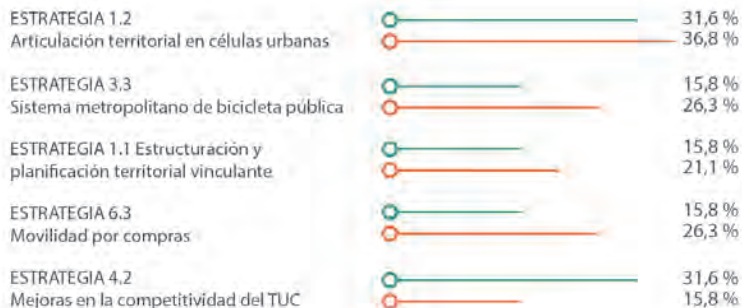 ESTRATEGIA 1.2
31,6 %
Articulación territorial en células urbanas
36,8 %
ESTRATEGIA 3.3
15,8 %
Sistema metropolitano de bicicleta pública
26,3 %
ESTRATEGIA 1.1 Estructuración y
15,8 %
planificación territorial vinculante
21,1 %
ESTRATEGIA 6.3
15,8 %
Movilidad por compras
26,3 %
ESTRATEGIA 4.2
31,6 %
Mejoras en la competitividad del TUC
15,8 %